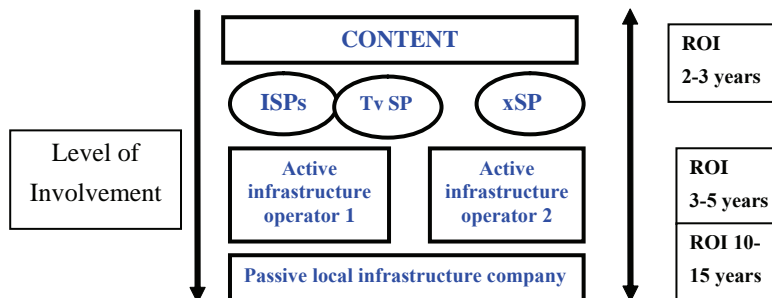 CONTENT
ROI
2-3 years
ISPs
Tv SP
xSP
Level of
Involvement
Active
infrastructure
operator 1
Active
infrastructure
operator 2
ROI
3-5 years
ROI 10-
15 years
Passive local infrastructure company